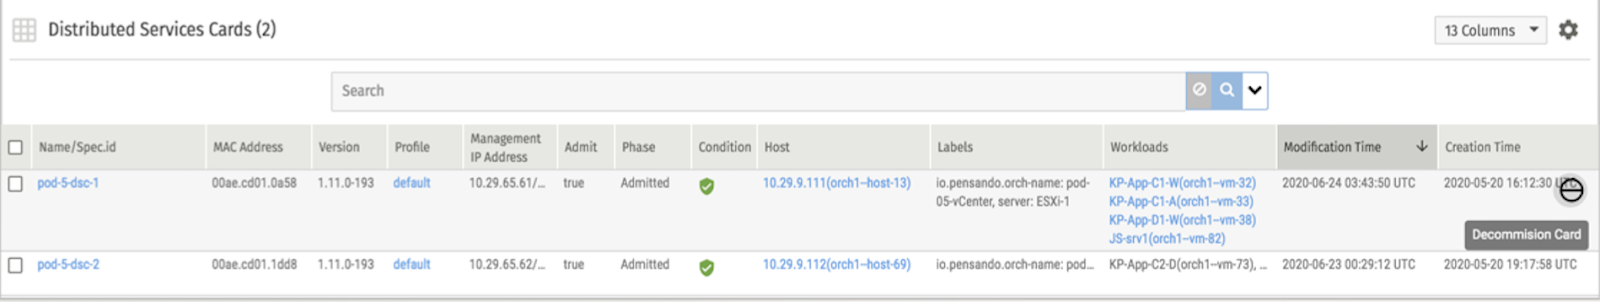 Distributed Services Cards (2)
13 Columns
Search
Name/Spec.id
MAC Address
Version
Profile
Management
IP Address
Admit
Phase
Condition
Host
Labels
Workloads
Modification Time
Creation Time
pod-5-dsc-1
00ae.cd01.0a58
1.11.0-193
default
10.29.65.61/...
true
Admitted
10.29.9.111(orch1--host-13)
io.pensando.orch-name: pod-
05-vCenter, server: ESXi-1
KP-App-C1-W(orch1--vm-32)
KP-App-C1-A(orch1--vm-33)
KP-App-D1-W(orch1--vm-38)
JS-srv1(orch1--vm-82)
2020-06-24 03:43:50 UTC
2020-05-20 16:12:30 UTC
Decommision Card
pod-5-dsc-2
00ae.cd01.1dd8
1.11.0-193
default
10.29.65.62/...
true
Admitted
10.29.9.112(orch1--host-69)
io.pensando.orch-name: pod...
KP-App-C2-D(orch1--vm-73), ...
2020-06-23 00:29:12 UTC
2020-05-20 19:17:58 UTC